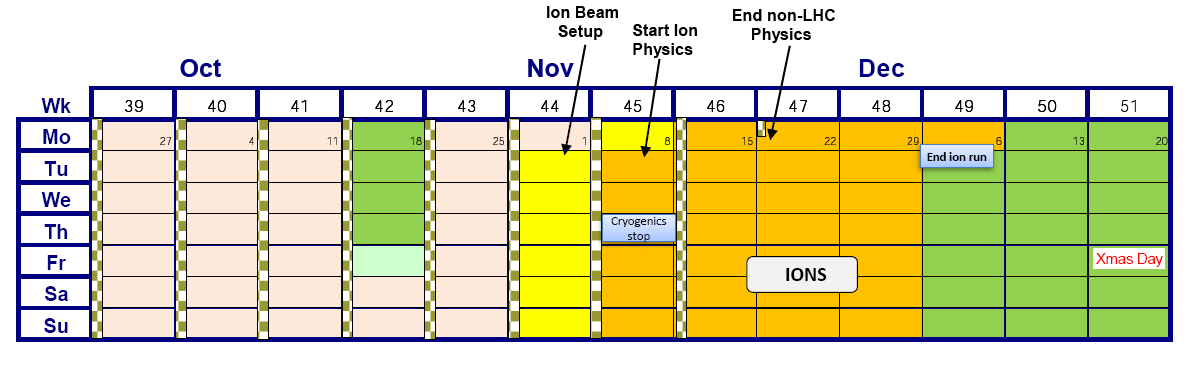 Ion Beam
Setup
Start Ion
Physics
End non-LHC
Physics
Oct Nov Dec
Wk 39 40 41 42 43 44 45 46 47 48 49 50 51
Mo 27 4 11 18 25 1 8 15 22 29 6 13 20
Tu End ion run
We
Th Cryogenics
stop
Fr Xmas Day
IONS
Sa
Su